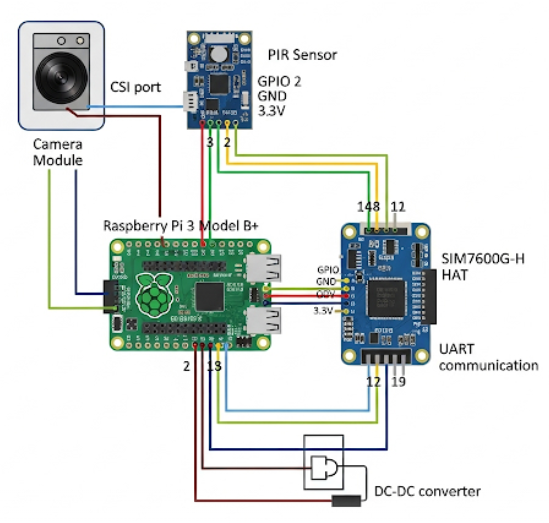 PIR Sensor
CSI port
GPIO 2
GND
3.3V
3 2
Camera
Module
148 12
Raspberry Pi 3 Model B+
SIM7600G-H
HAT
GPIO
GND
3.3V
UART
communication
2 13
12 19
DC-DC converter